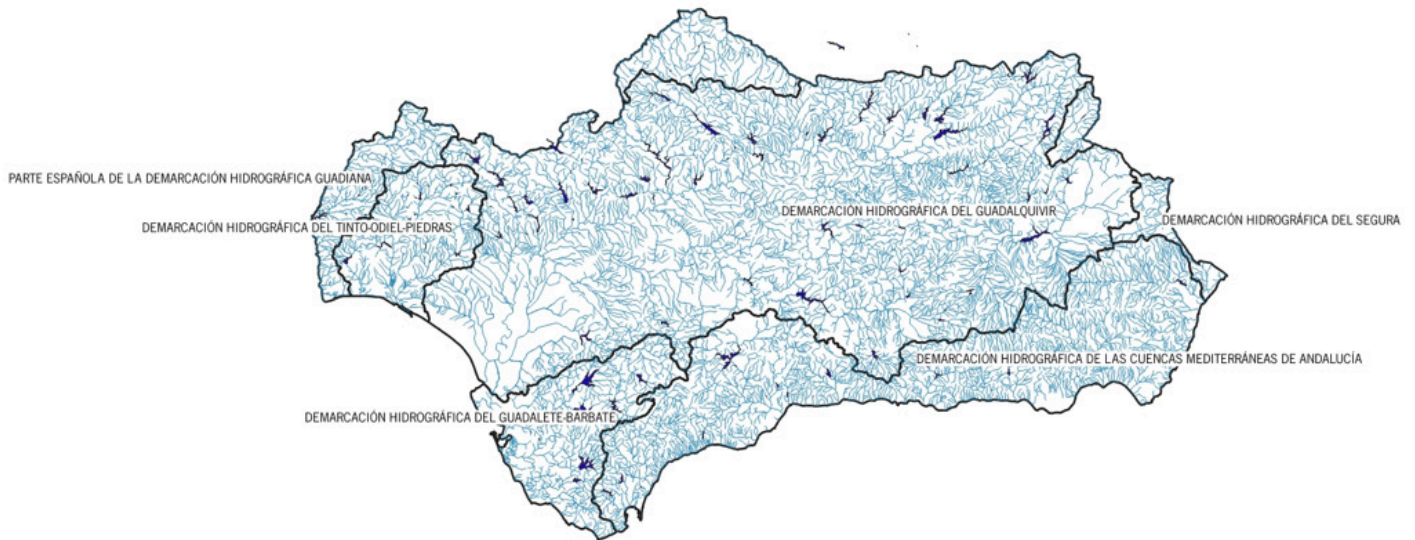 PARTE ESPAÑOLA DE LA DEMARCACIÓN HIDROGRÁFICA GUADIANA
DEMARCACIÓN HIDROGRÁFICA DEL TINTO-ODIEL-PIEDRAS
DEMARCACIÓN HIDROGRÁFICA DEL GUADALQUIVIR
DEMARCACIÓN HIDROGRÁFICA DEL SEGURA
DEMARCACIÓN HIDROGRÁFICA DE LAS CUENCAS MEDITERRÁNEAS DE ANDALUCÍA
DEMARCACIÓN HIDROGRÁFICA DEL GUADALETE-BARBATE